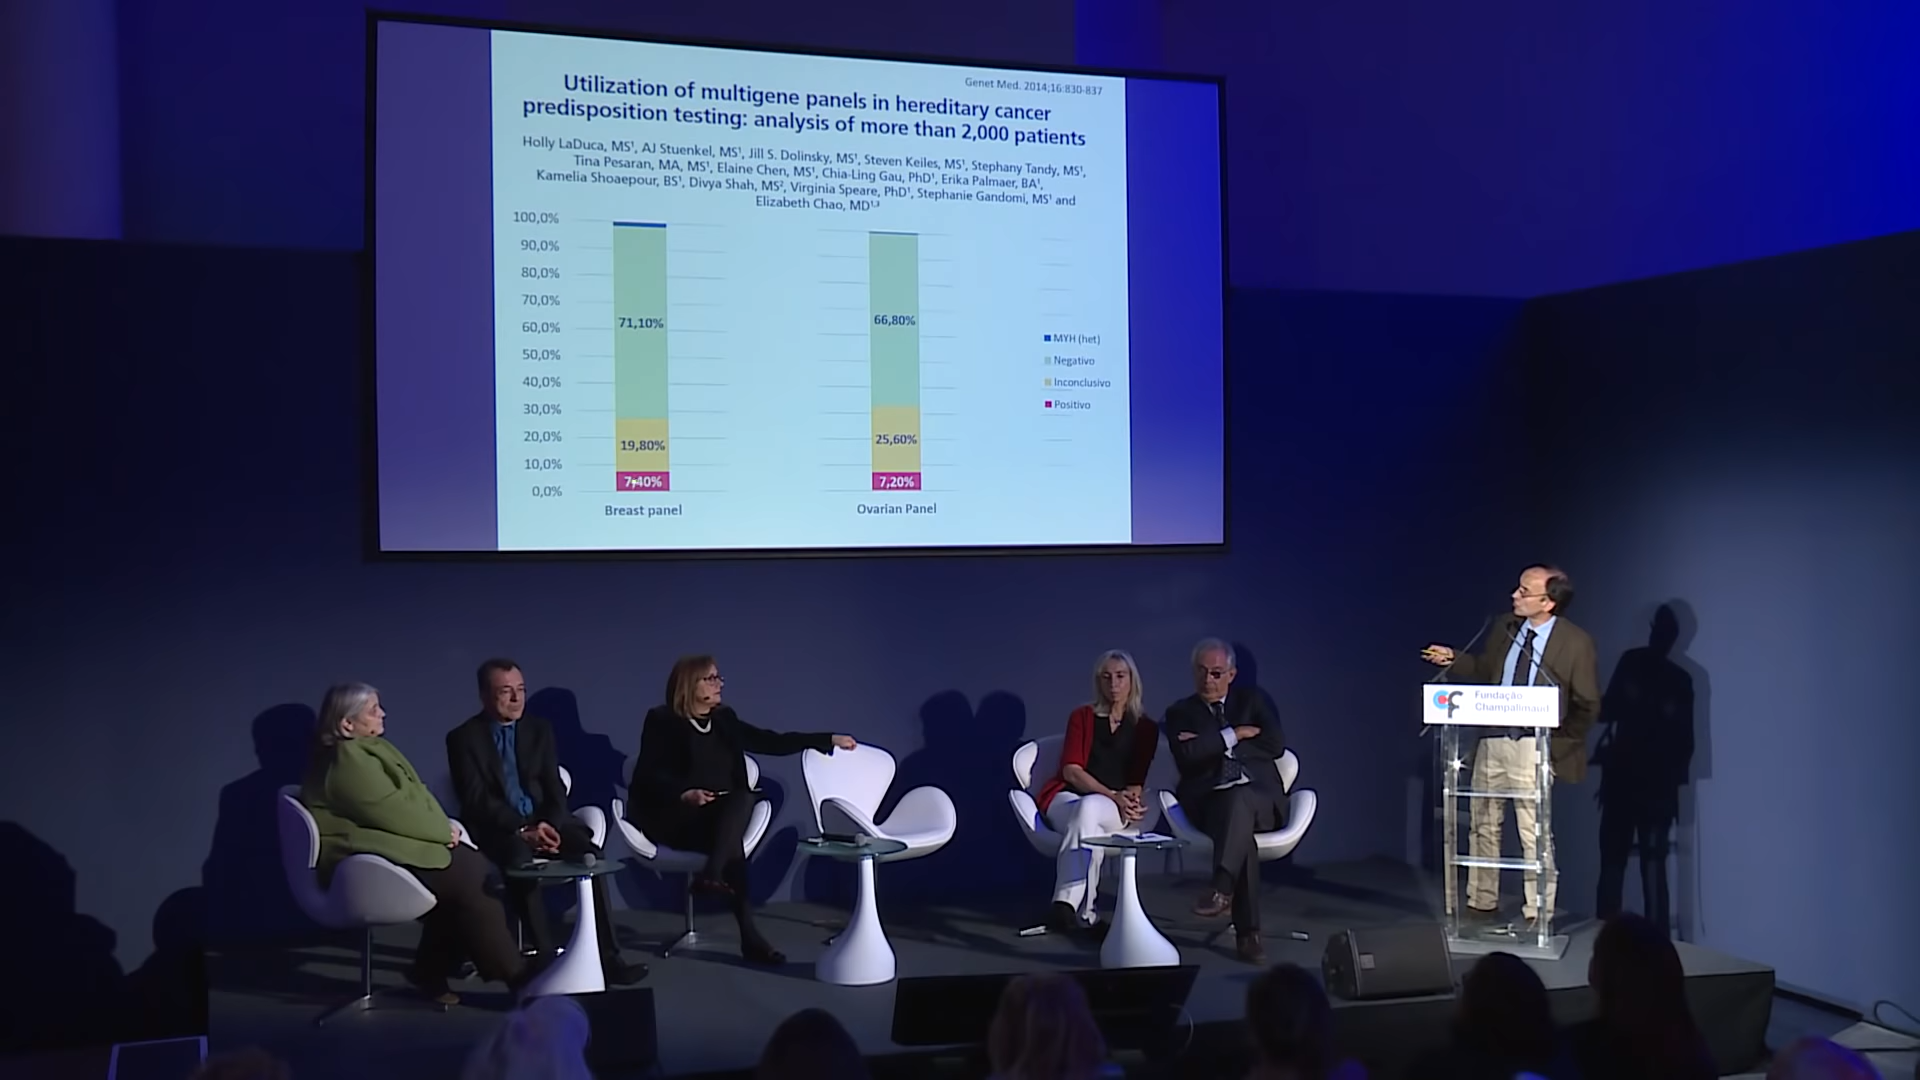 Genet Med. 2014;16:830-837
Utilization of multigene panels in hereditary cancer
predisposition testing: analysis of more than 2,000 patients
Holly LaDuca, MS¹, AJ Stuenkel, MS¹, Jill S. Dolinsky, MS¹, Steven Keiles, MS¹, Stephany Tandy, MS¹,
Tina Pesaran, MA, MS¹, Elaine Chen, MS¹, Chia-Ling Gau, PhD¹, Erika Palmaer, BA¹,
Kamelia Shoaepour, BS¹, Divya Shah, MS², Virginia Speare, PhD¹, Stephanie Gandomi, MS¹ and
Elizabeth Chao, MD¹,³
100,0%
90,0%
80,0%
70,0%
60,0%
50,0%
40,0%
30,0%
20,0%
10,0%
0,0%
71,10%
19,80%
7,40%
Breast panel
66,80%
25,60%
7,20%
Ovarian Panel
MYH (het)
Negativo
Inconclusivo
Positivo
CF
Fundação
Champalimaud